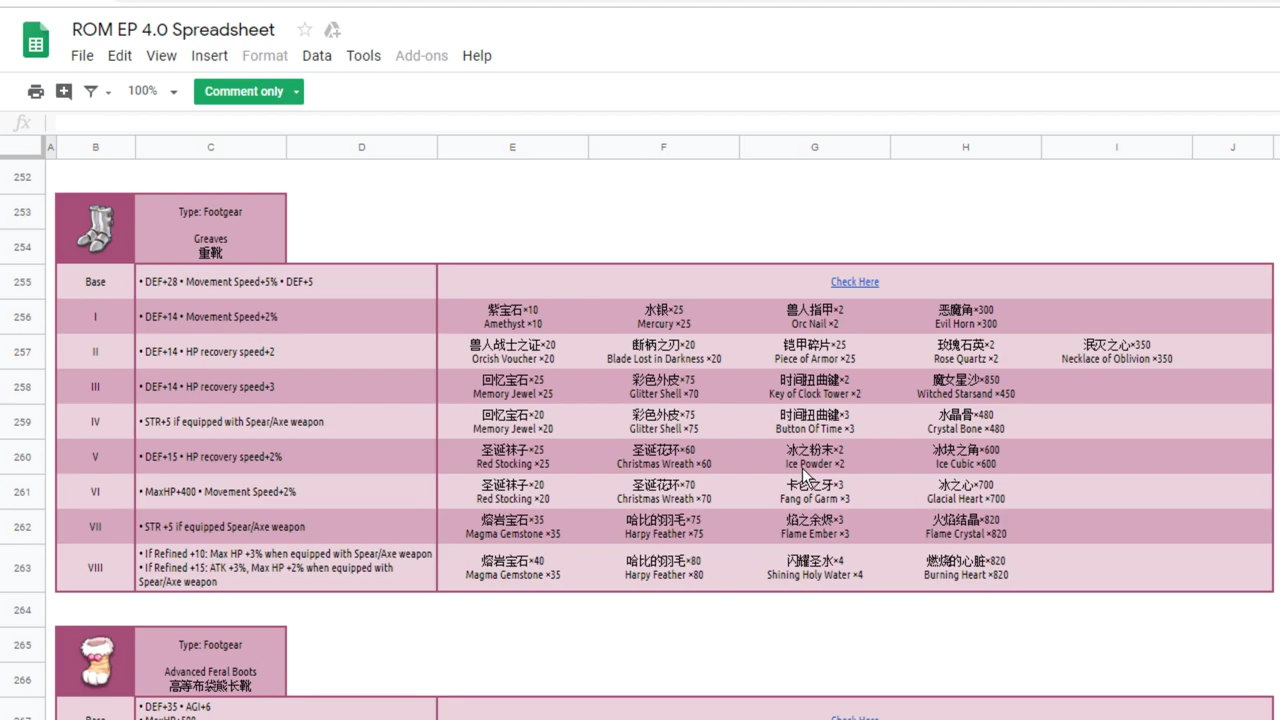 ROM EP 4.0 Spreadsheet
File Edit View Insert Format Data Tools Add-ons Help
100% Comment only
fx
A B C D E F G H I J
252
253 Type: Footgear
254 Greaves
重靴
255 Base • DEF+28 • Movement Speed+5% • DEF+5 Check Here
256 I • DEF+14 • Movement Speed+2% 紫宝石×10 水银×25 兽人指甲×2 恶魔角×300
Amethyst ×10 Mercury ×25 Orc Nail ×2 Evil Horn ×300
257 II • DEF+14 • HP recovery speed+2 兽人战士之证×20 断柄之刃×20 铠甲碎片×25 玫瑰石英×2 泯灭之心×350
Orcish Voucher ×20 Blade Lost in Darkness ×20 Piece of Armor ×25 Rose Quartz ×2 Necklace of Oblivion ×350
258 III • DEF+14 • HP recovery speed+3 回忆宝石×25 彩色外皮×75 时间扭曲键×2 魔女星沙×850
Memory Jewel ×25 Glitter Shell ×70 Key of Clock Tower ×2 Witched Starsand ×450
259 IV • STR+5 if equipped with Spear/Axe weapon 回忆宝石×20 彩色外皮×75 时间扭曲键×3 水晶骨×480
Memory Jewel ×20 Glitter Shell ×75 Button Of Time ×3 Crystal Bone ×480
260 V • DEF+15 • HP recovery speed+2% 圣诞袜子×25 圣诞花环×60 冰之粉末×2 冰块之角×600
Red Stocking ×25 Christmas Wreath ×60 Ice Powder ×2 Ice Cubic ×600
261 VI • MaxHP+400 • Movement Speed+2% 圣诞袜子×20 圣诞花环×70 卡仑之牙×3 冰之心×700
Red Stocking ×20 Christmas Wreath ×70 Fang of Garm ×3 Glacial Heart ×700
262 VII • STR +5 if equipped Spear/Axe weapon 熔岩宝石×35 哈比的羽毛×75 焰之余烬×3 火焰结晶×820
Magma Gemstone ×35 Harpy Feather ×75 Flame Ember ×3 Flame Crystal ×820
263 VIII • If Refined +10: Max HP +3% when equipped with Spear/Axe weapon
• If Refined +15: ATK +3%, Max HP +2% when equipped with
Spear/Axe weapon
熔岩宝石×40 哈比的羽毛×80 闪耀圣水×4 燃烧的心脏×820
Magma Gemstone ×35 Harpy Feather ×80 Shining Holy Water ×4 Burning Heart ×820
264
265 Type: Footgear
266 Advanced Feral Boots
高等布袋熊长靴
• DEF+35 • AGI+6